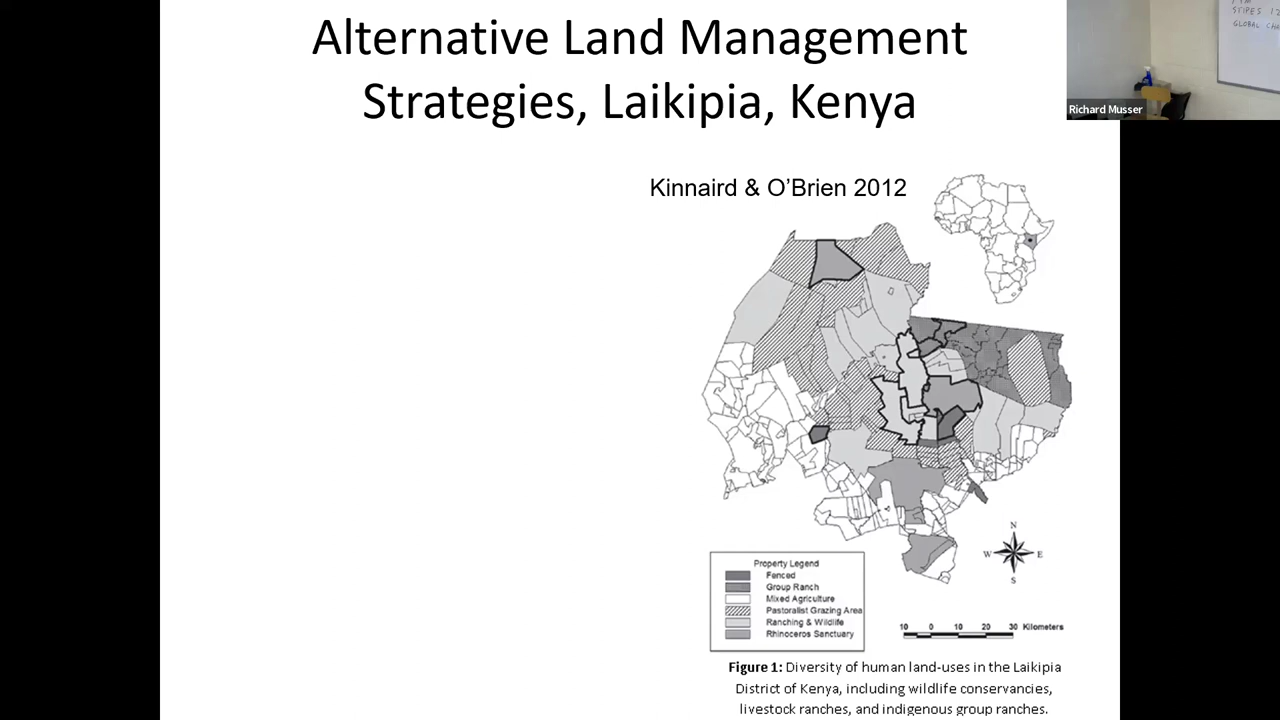 Alternative Land Management
Strategies, Laikipia, Kenya
STIPES
GLOBAL
Richard Musser
Kinnaird & O'Brien 2012
N
W
E
S
Property Legend
Fenced
Group Ranch
Mixed Agriculture
Pastoralist Grazing Area
Ranching & Wildlife
Rhinoceros Sanctuary
10 0 10 20 30 Kilometers
Figure 1: Diversity of human land-uses in the Laikipia
District of Kenya, including wildlife conservancies,
livestock ranches, and indigenous group ranches.